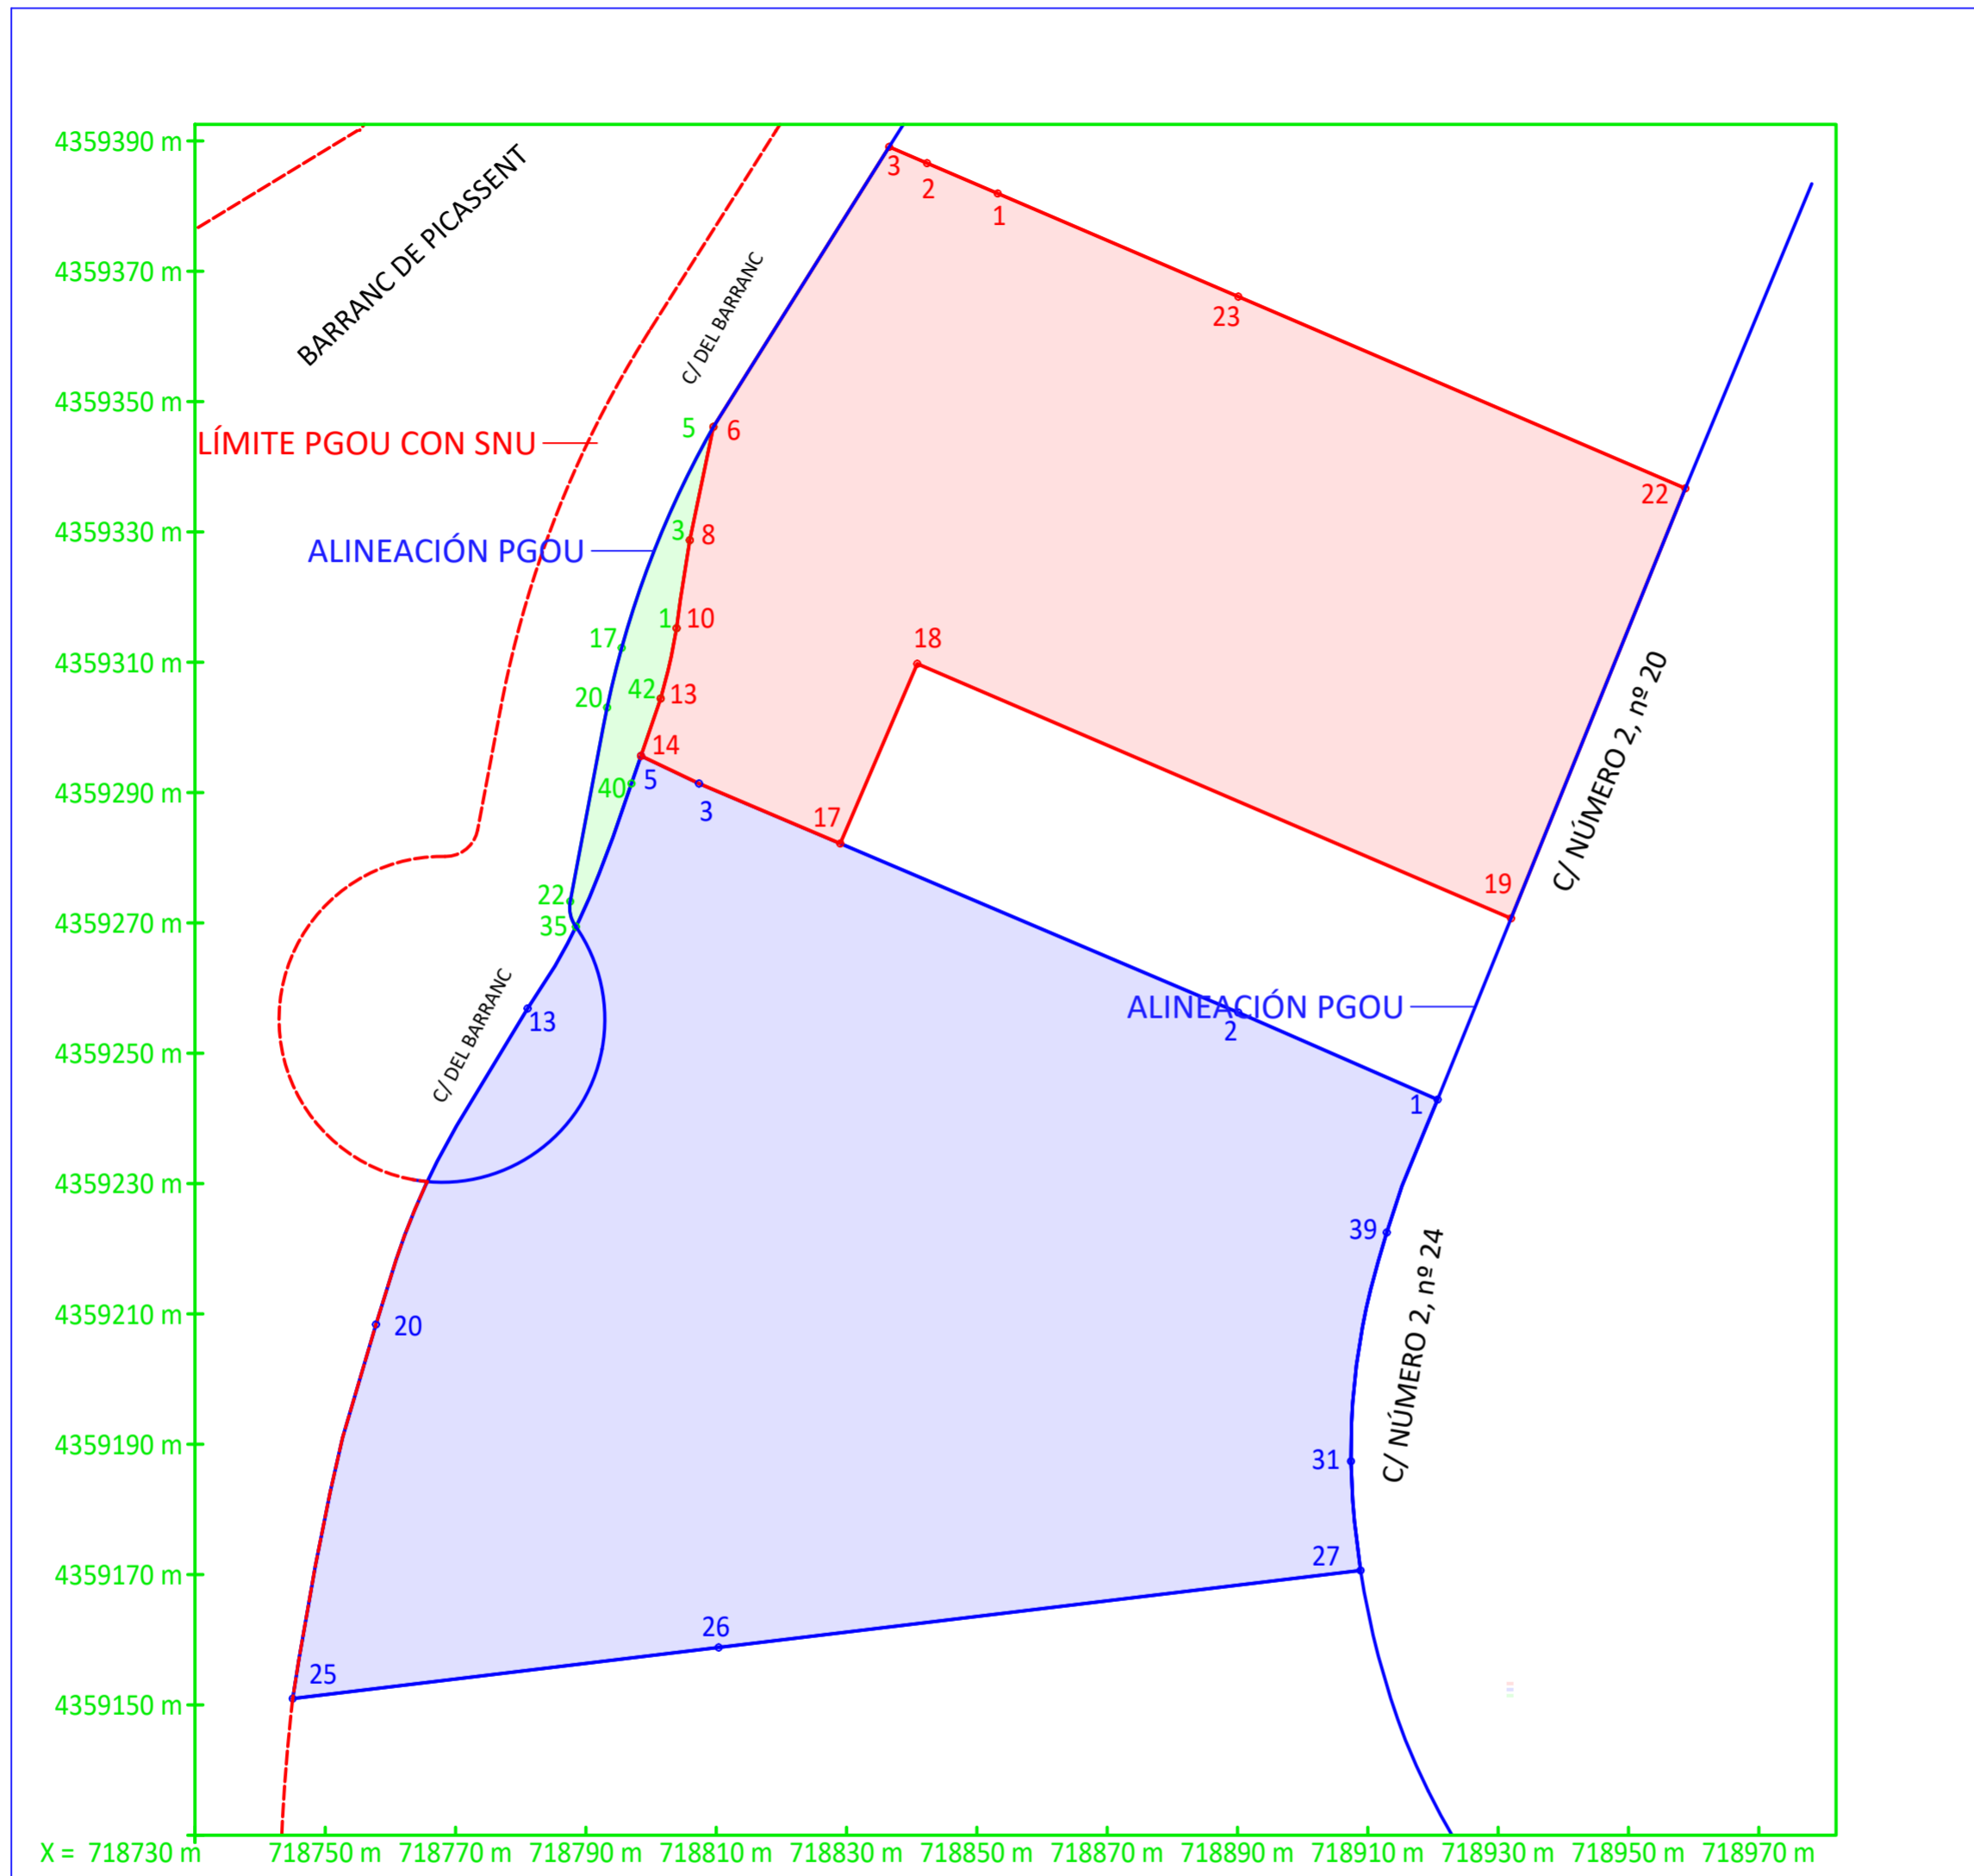 4359390 m
4359370 m
4359350 m
4359330 m
4359310 m
4359290 m
4359270 m
4359250 m
4359230 m
4359210 m
4359190 m
4359170 m
4359150 m
X = 718730 m 718750 m 718770 m 718790 m 718810 m 718830 m 718850 m 718870 m 718890 m 718910 m 718930 m 718950 m 718970 m
BARRANC DE PICASSENT
C/ DEL BARRANC
LÍMITE PGOU CON SNU
ALINEACIÓN PGOU
3
2
1
23
22
5
6
3
8
1
10
17
18
20
42
13
14
5
40
3
17
19
22
35
C/ NÚMERO 2, nº 20
ALINEACIÓN PGOU
2
1
C/ DEL BARRANC
13
39
C/ NÚMERO 2, nº 24
20
31
27
26
25